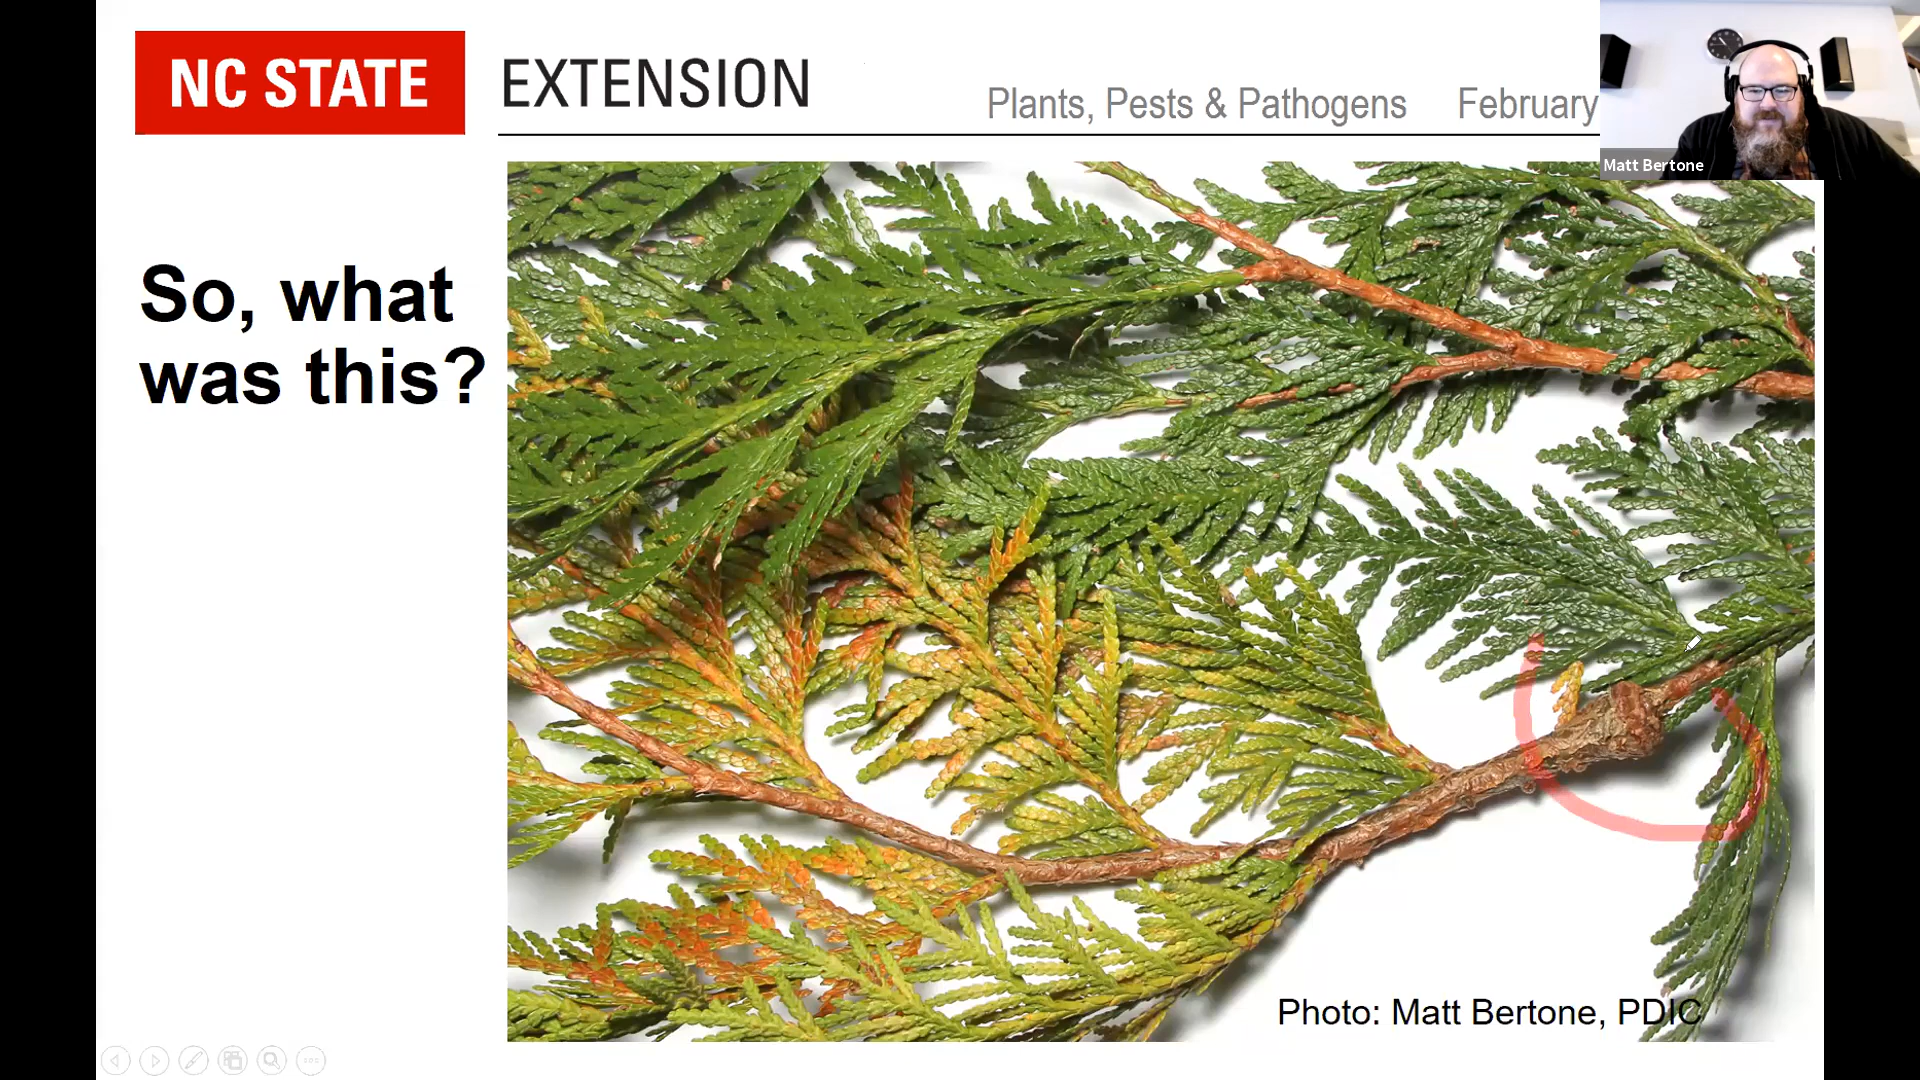 NC STATE EXTENSION
Plants, Pests & Pathogens February
Matt Bertone
So, what
was this?
Photo: Matt Bertone, PDIC